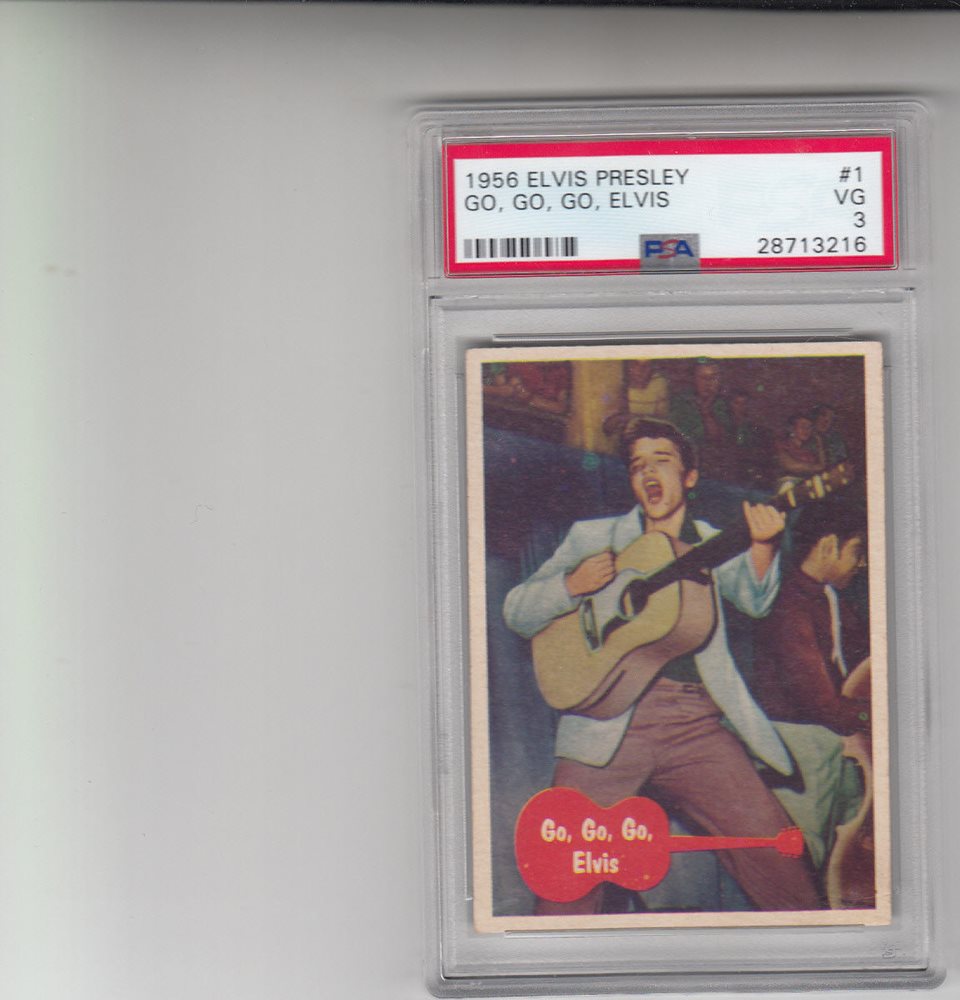 1956 ELVIS PRESLEY #1
GO, GO, GO, ELVIS VG
3
PSA 28713216
Go, Go, Go,
Elvis